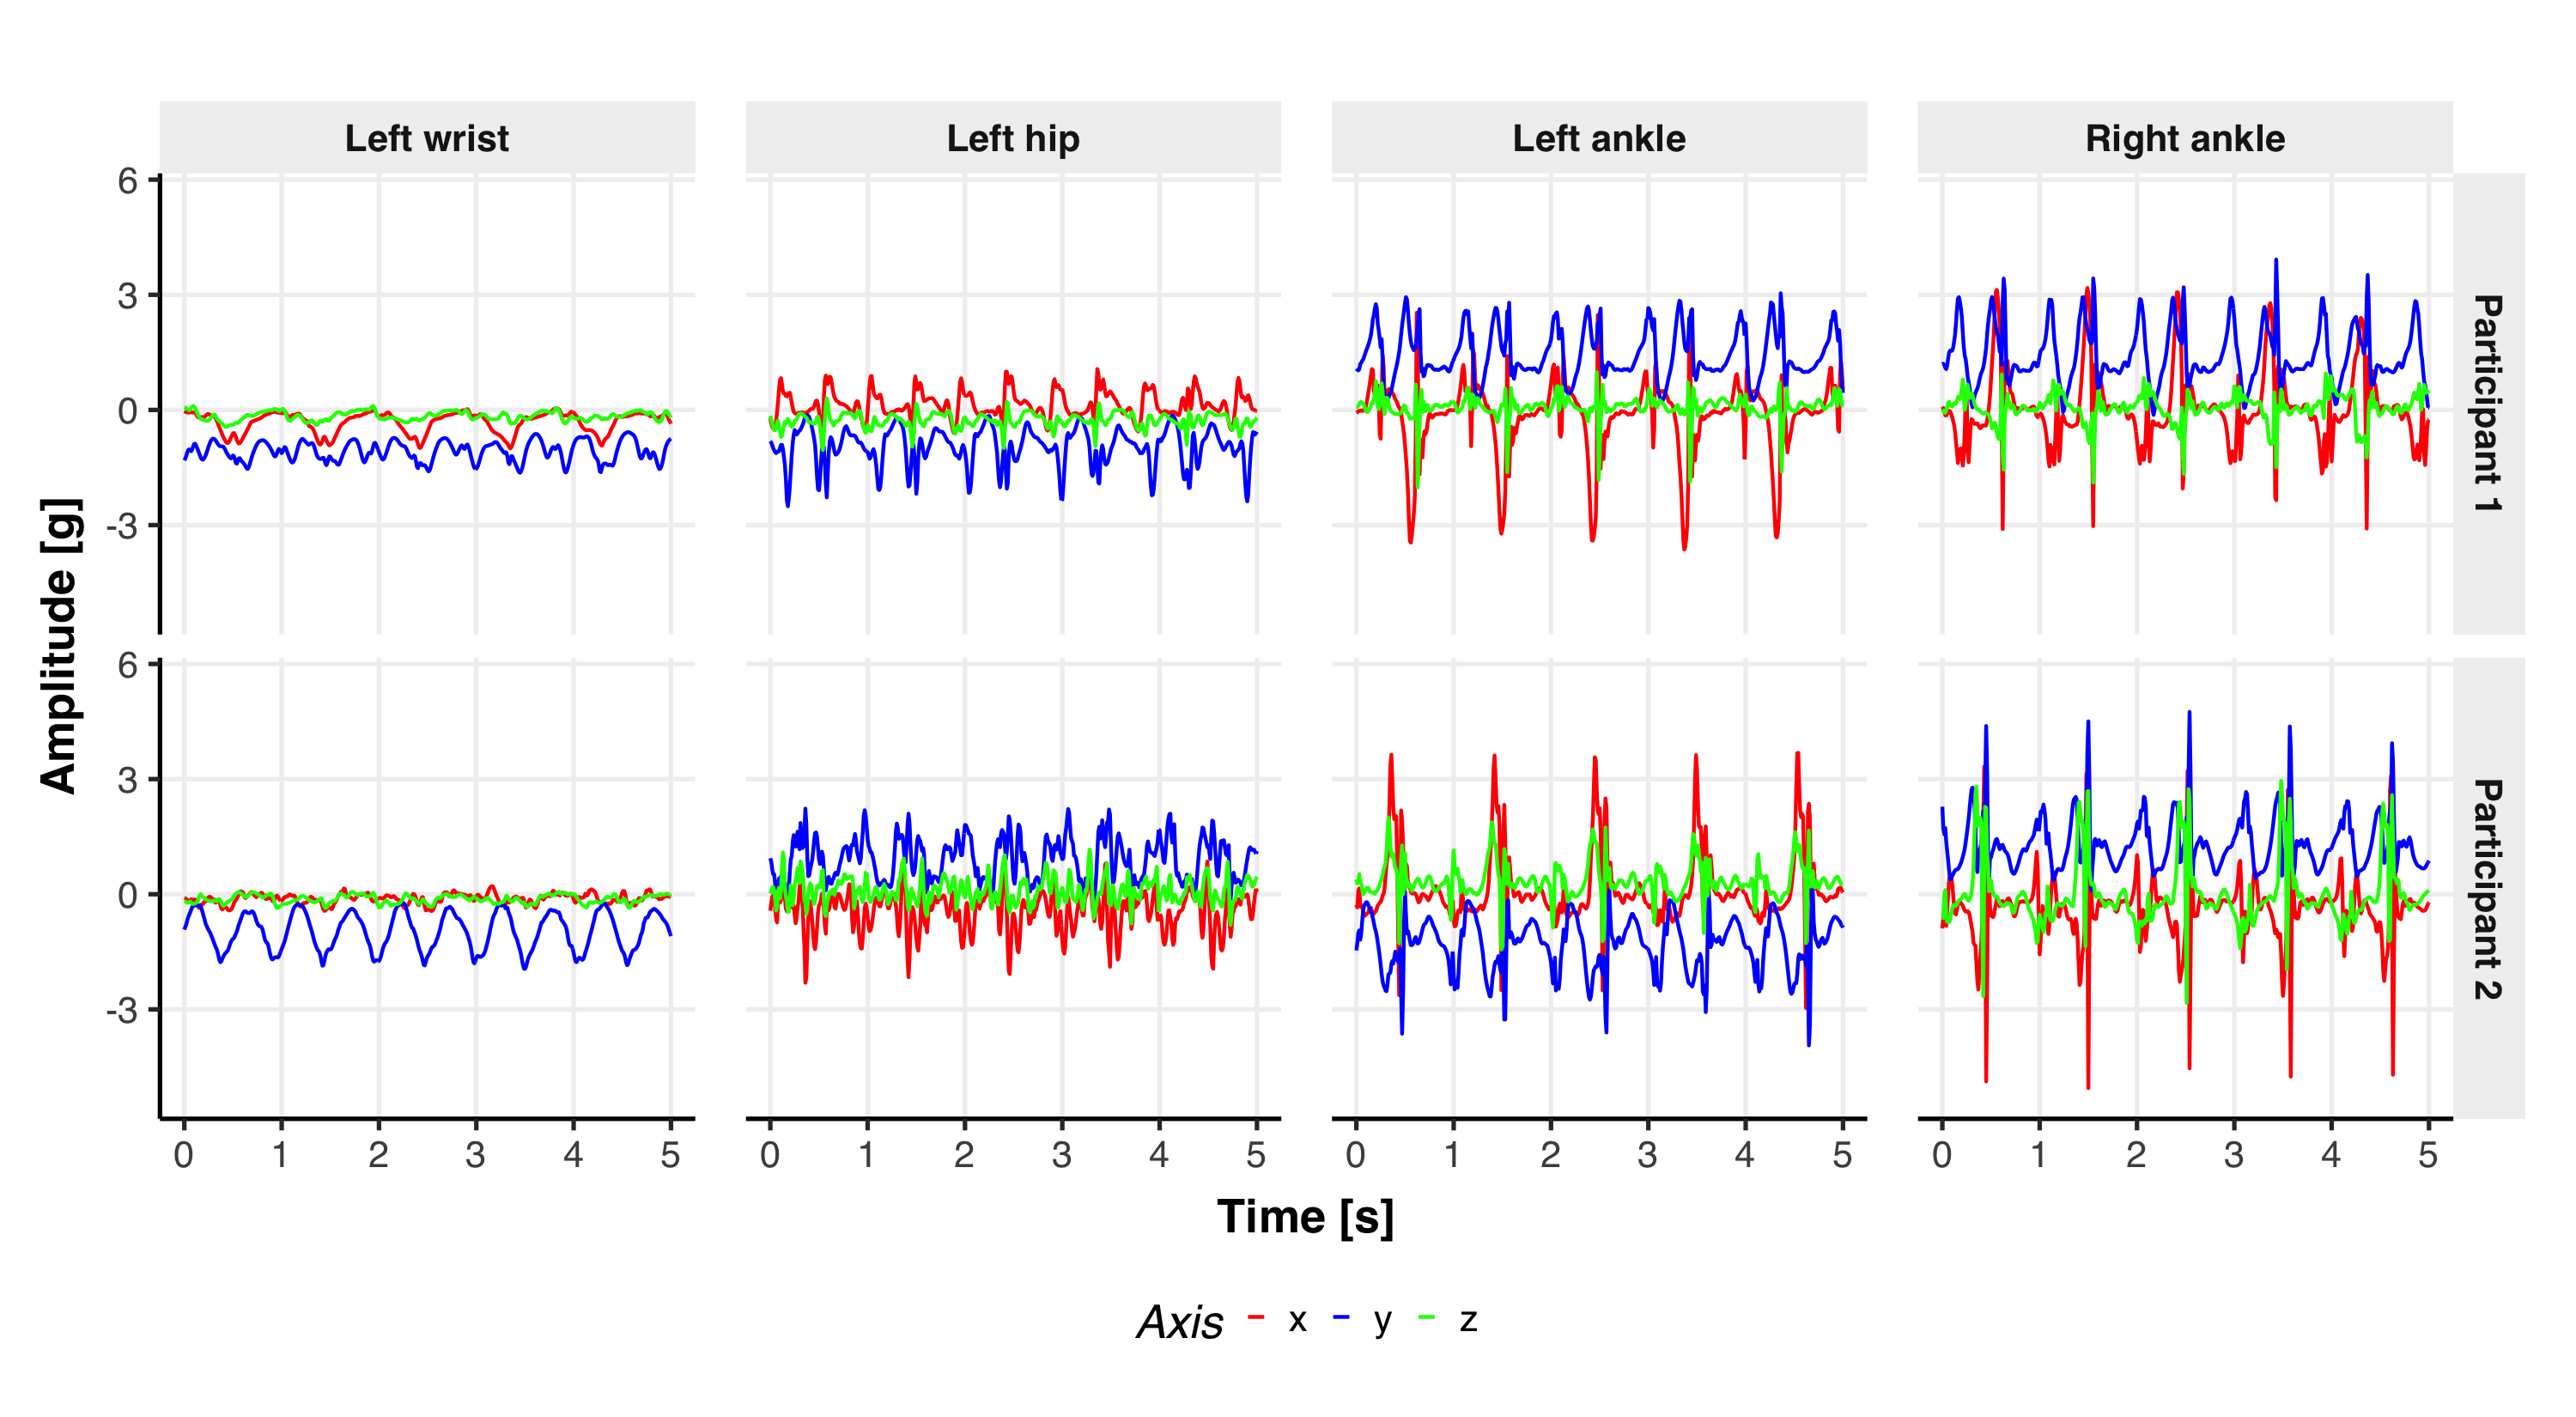 Left wrist Left hip Left ankle Right ankle
6
3
0
-3
Participant 1
6
3
0
-3
Participant 2
Amplitude [g]
0 1 2 3 4 5 0 1 2 3 4 5 0 1 2 3 4 5 0 1 2 3 4 5
Time [s]
Axis x y z